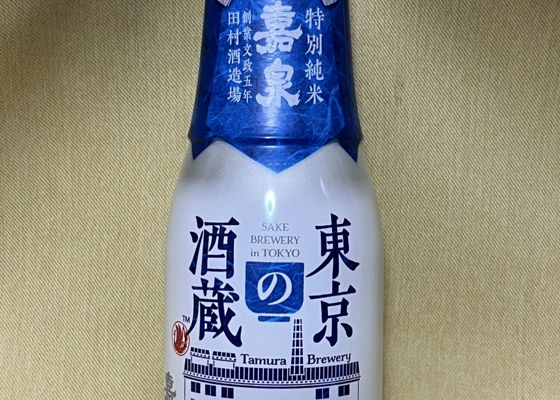 特別純米
嘉泉
創業文政五年
田村酒造場
東京
の
酒蔵
SAKE
BREWERY
in TOKYO
TM
Tamura Brewery